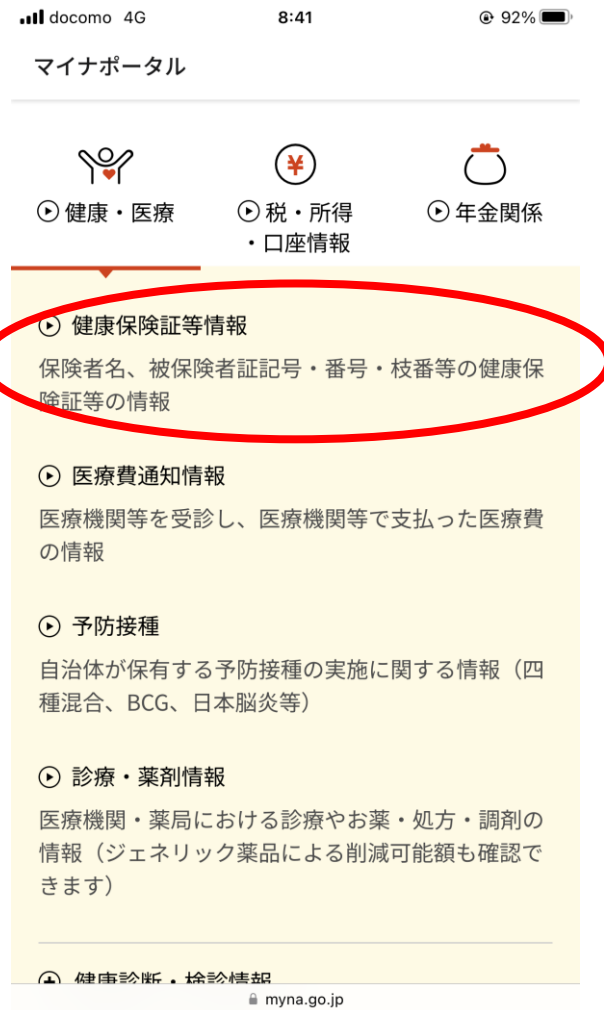 docomo 4G 8:41 92%
マイナポータル
健康・医療 税・所得・口座情報 年金関係
健康保険証等情報
保険者名、被保険者証記号・番号・枝番等の健康保
険証等の情報
医療費通知情報
医療機関等を受診し、医療機関等で支払った医療費
の情報
予防接種
自治体が保有する予防接種の実施に関する情報（四
種混合、BCG、日本脳炎等）
診療・薬剤情報
医療機関・薬局における診療やお薬・処方・調剤の
情報（ジェネリック薬品による削減可能額も確認で
きます）
健康診断・検診情報
myna.go.jp